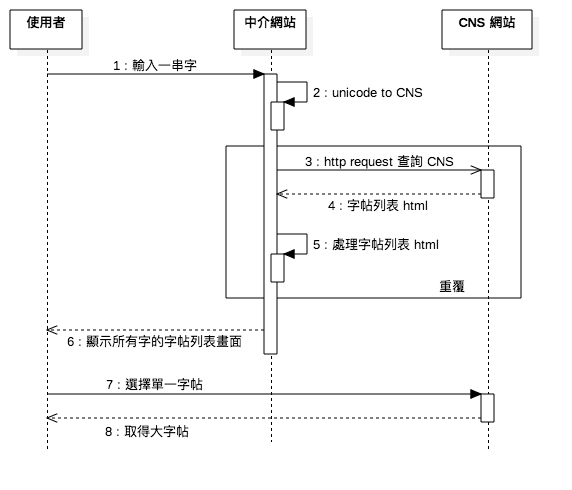 使用者
中介網站
CNS 網站
1 : 輸入一串字
2 : unicode to CNS
3 : http request 查詢 CNS
4 : 字帖列表 html
5 : 處理字帖列表 html
重覆
6 : 顯示所有字的字帖列表畫面
7 : 選擇單一字帖
8 : 取得大字帖